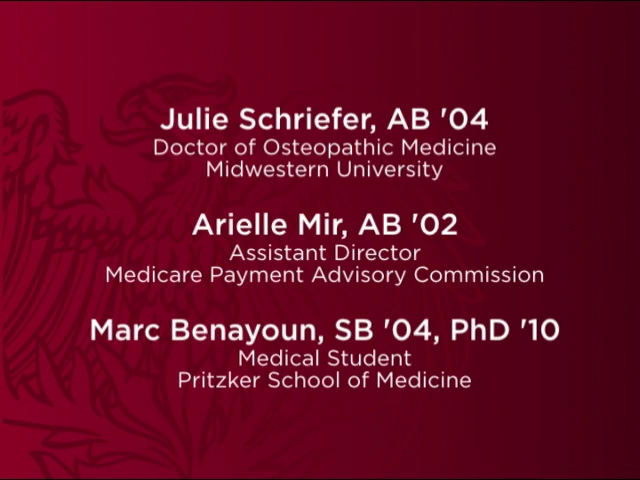 Julie Schriefer, AB '04
Doctor of Osteopathic Medicine
Midwestern University
Arielle Mir, AB '02
Assistant Director
Medicare Payment Advisory Commission
Marc Benayoun, SB '04, PhD '10
Medical Student
Pritzker School of Medicine